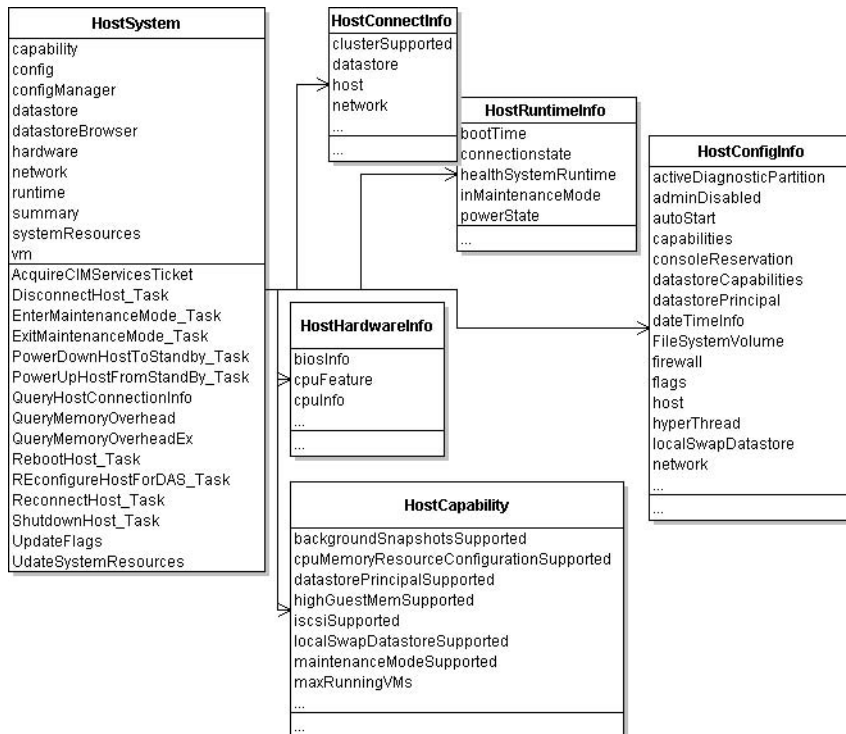 HostSystem
capability
config
configManager
datastore
datastoreBrowser
hardware
network
runtime
summary
systemResources
vm
AcquireCIMServicesTicket
DisconnectHost_Task
EnterMaintenanceMode_Task
ExitMaintenanceMode_Task
PowerDownHostToStandby_Task
PowerUpHostFromStandBy_Task
QueryHostConnectionInfo
QueryMemoryOverhead
QueryMemoryOverheadEx
RebootHost_Task
REconfigureHostForDAS_Task
ReconnectHost_Task
ShutdownHost_Task
UpdateFlags
UdateSystemResources
HostConnectInfo
clusterSupported
datastore
host
network
...
...
HostRuntimeInfo
bootTime
connectionstate
healthSystemRuntime
inMaintenanceMode
powerState
...
HostConfigInfo
activeDiagnosticPartition
adminDisabled
autoStart
capabilities
consoleReservation
datastoreCapabilities
datastorePrincipal
dateTimeInfo
FileSystemVolume
firewall
flags
host
hyperThread
localSwapDatastore
network
...
...
HostHardwareInfo
biosInfo
cpuFeature
cpuInfo
...
...
HostCapability
backgroundSnapshotsSupported
cpuMemoryResourceConfigurationSupported
datastorePrincipalSupported
highGuestMemSupported
iscsiSupported
localSwapDatastoreSupported
maintenanceModeSupported
maxRunningVMs
...
...